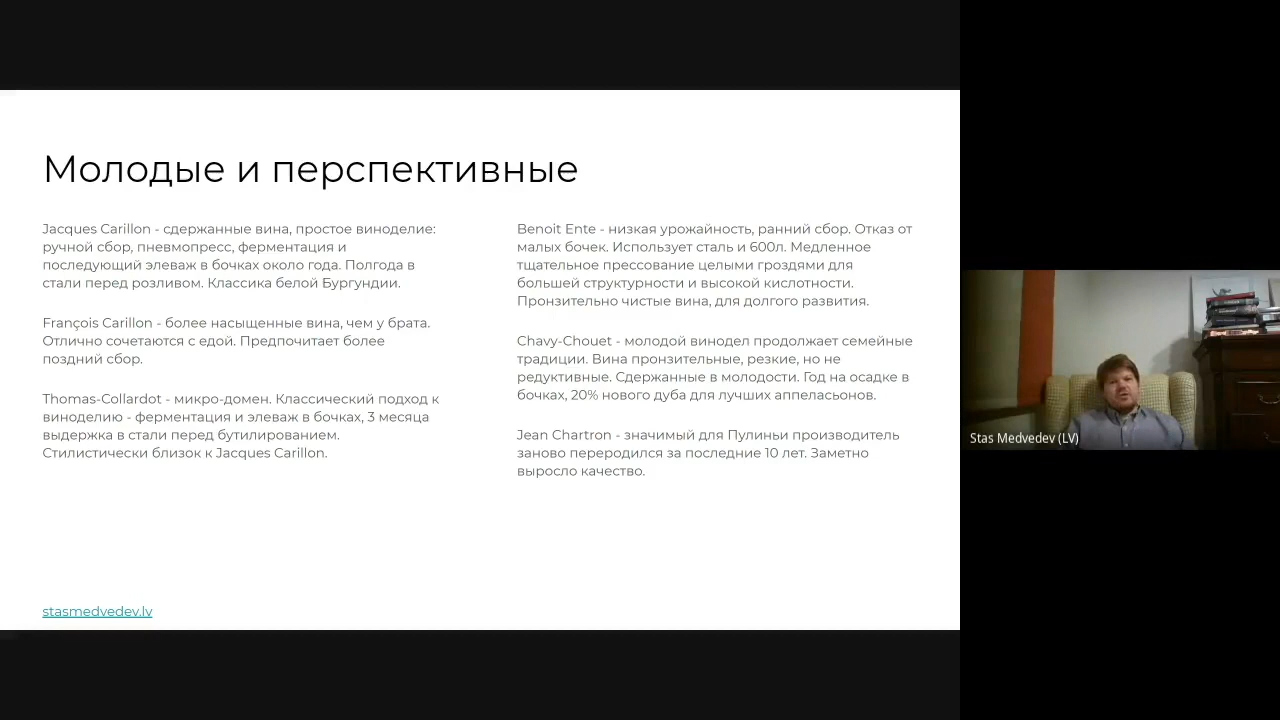 Молодые и перспективные
Jacques Carillon - сдержанные вина, простое виноделие:
ручной сбор, пневмопресс, ферментация и
последующий элеваж в бочках около года. Полгода в
стали перед розливом. Классика белой Бургундии.
François Carillon - более насыщенные вина, чем у брата.
Отлично сочетаются с едой. Предпочитает более
поздний сбор.
Thomas-Collardot - микро-домен. Классический подход к
виноделию - ферментация и элеваж в бочках, 3 месяца
выдержка в стали перед бутилированием.
Стилистически близок к Jacques Carillon.
Benoit Ente - низкая урожайность, ранний сбор. Отказ от
малых бочек. Использует сталь и 600л. Медленное
тщательное прессование целыми гроздями для
большей структурности и высокой кислотности.
Пронзительно чистые вина, для долгого развития.
Chavy-Chouet - молодой винодел продолжает семейные
традиции. Вина пронзительные, резкие, но не
редуктивные. Сдержанные в молодости. Год на осадке в
бочках, 20% нового дуба для лучших аппеласьонов.
Jean Chartron - значимый для Пулиньи производитель
заново переродился за последние 10 лет. Заметно
выросло качество.
stasmedvedev.lv
Stas Medvedev (LV)